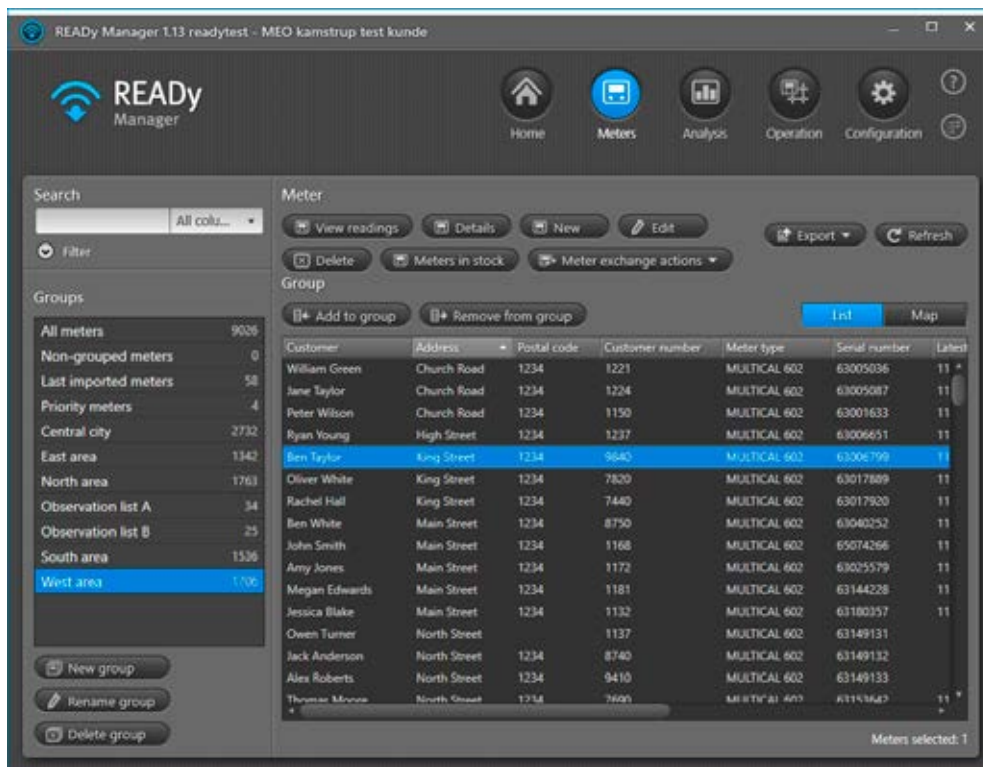 READy Manager 1.13 readytest - MEO kamstrup test kunde
READy
Manager
Home Meters Analysis Operation Configuration
Search
All colu...
Filter
Groups
All meters 9026
Non-grouped meters 0
Last imported meters 58
Priority meters 4
Central city 2732
East area 1342
North area 1763
Observation list A 34
Observation list B 25
South area 1536
West area 1706
New group
Rename group
Delete group
Meter
View readings Details New Edit Export Refresh
Delete Meters in stock Meter exchange actions
Group
Add to group Remove from group List Map
Customer Address Postal code Customer number Meter type Serial number Latest
William Green Church Road 1234 1221 MULTICAL 602 63005036 11
Jane Taylor Church Road 1234 1224 MULTICAL 602 63005087 11
Peter Wilson Church Road 1234 1150 MULTICAL 602 63001633 11
Ryan Young High Street 1234 1237 MULTICAL 602 63006651 11
Ben Taylor King Street 1234 9840 MULTICAL 602 63006799 11
Oliver White King Street 1234 7820 MULTICAL 602 63017889 11
Rachel Hall King Street 1234 7440 MULTICAL 602 63017920 11
Ben White Main Street 1234 8750 MULTICAL 602 63040252 11
John Smith Main Street 1234 1168 MULTICAL 602 65074266 11
Amy Jones Main Street 1234 1172 MULTICAL 602 63025579 11
Megan Edwards Main Street 1234 1181 MULTICAL 602 63144228 11
Jessica Blake Main Street 1234 1132 MULTICAL 602 63180357 11
Owen Turner North Street 1137 MULTICAL 602 63149131
Jack Anderson North Street 1234 8740 MULTICAL 602 63149132
Alex Roberts North Street 1234 9410 MULTICAL 602 63149133
Thomas Moore North Street 1234 7690 MULTICAL 602 63153642 11
Meters selected: 1